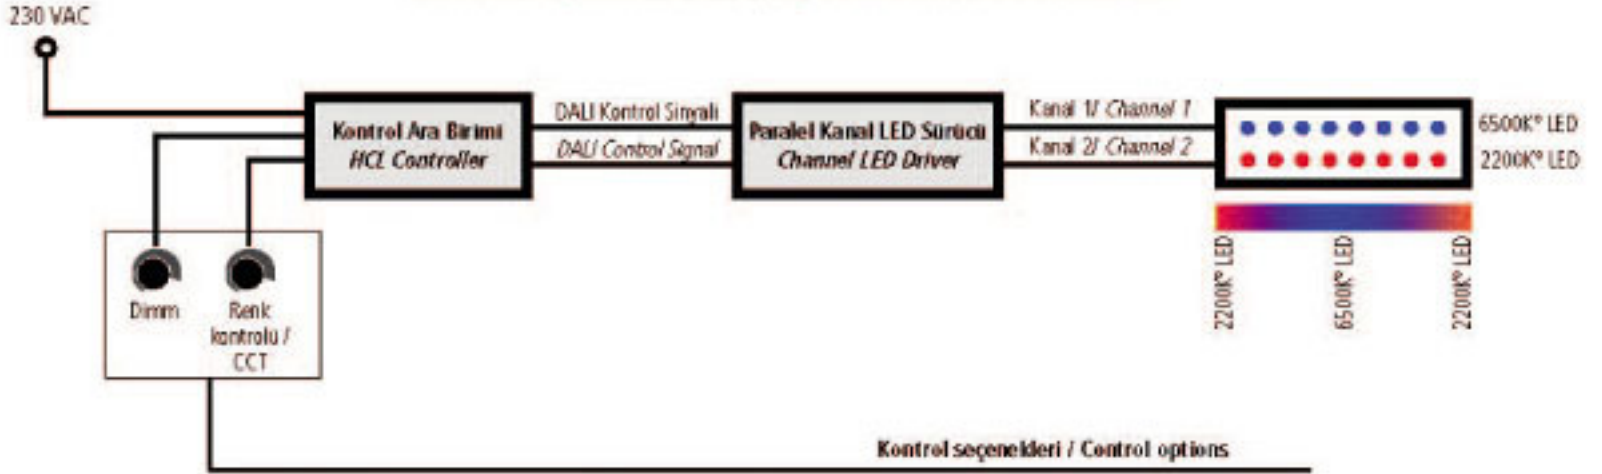 230 VAC
Kontrol Ara Birimi
HCL Controller
DALI Kontrol Sinyali
DALI Control Signal
Paralel Kanal LED Sürücü
Channel LED Driver
Kanal 1/ Channel 1
Kanal 2/ Channel 2
6500K° LED
2200K° LED
2200K° LED
6500K° LED
2200K° LED
Dimm
Renk
kontrolü /
CCT
Kontrol seçenekleri / Control options